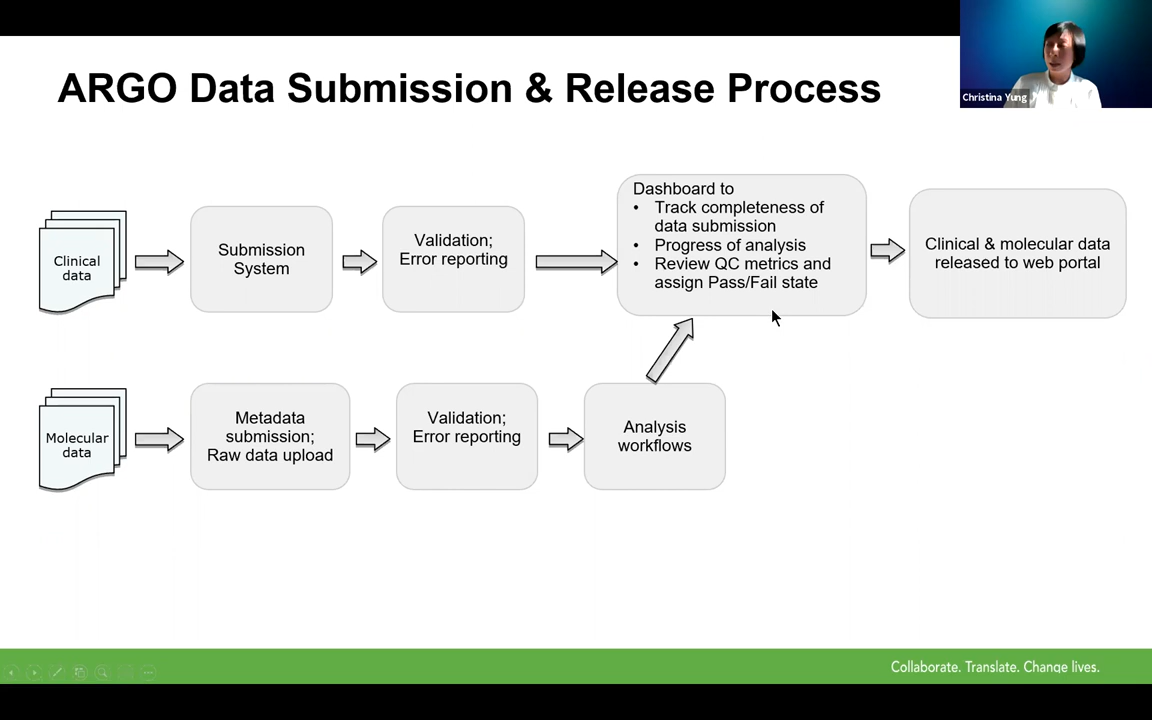 ARGO Data Submission & Release Process
Christina Yung
Clinical
data
Submission
System
Validation;
Error reporting
Dashboard to
• Track completeness of
data submission
• Progress of analysis
• Review QC metrics and
assign Pass/Fail state
Clinical & molecular data
released to web portal
Molecular
data
Metadata
submission;
Raw data upload
Validation;
Error reporting
Analysis
workflows
Collaborate. Translate. Change lives.